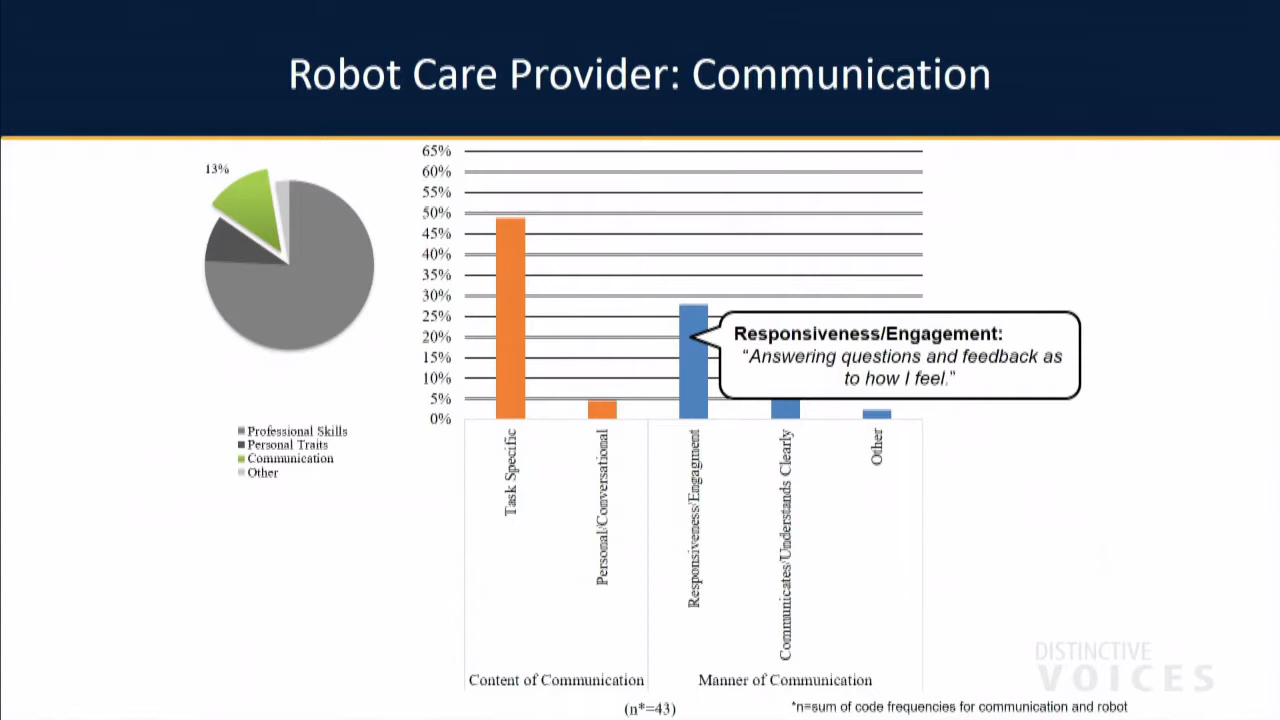 Robot Care Provider: Communication
13%
Professional Skills
Personal Traits
Communication
Other
65%
60%
55%
50%
45%
40%
35%
30%
25%
20%
15%
10%
5%
0%
Responsiveness/Engagement:
“Answering questions and feedback as
to how I feel.”
Task Specific
Personal/Conversational
Responsiveness/Engagment
Communicates/Understands Clearly
Other
Content of Communication
Manner of Communication
(n*=43)
*n=sum of code frequencies for communication and robot
DISTINCTIVE
VOICES